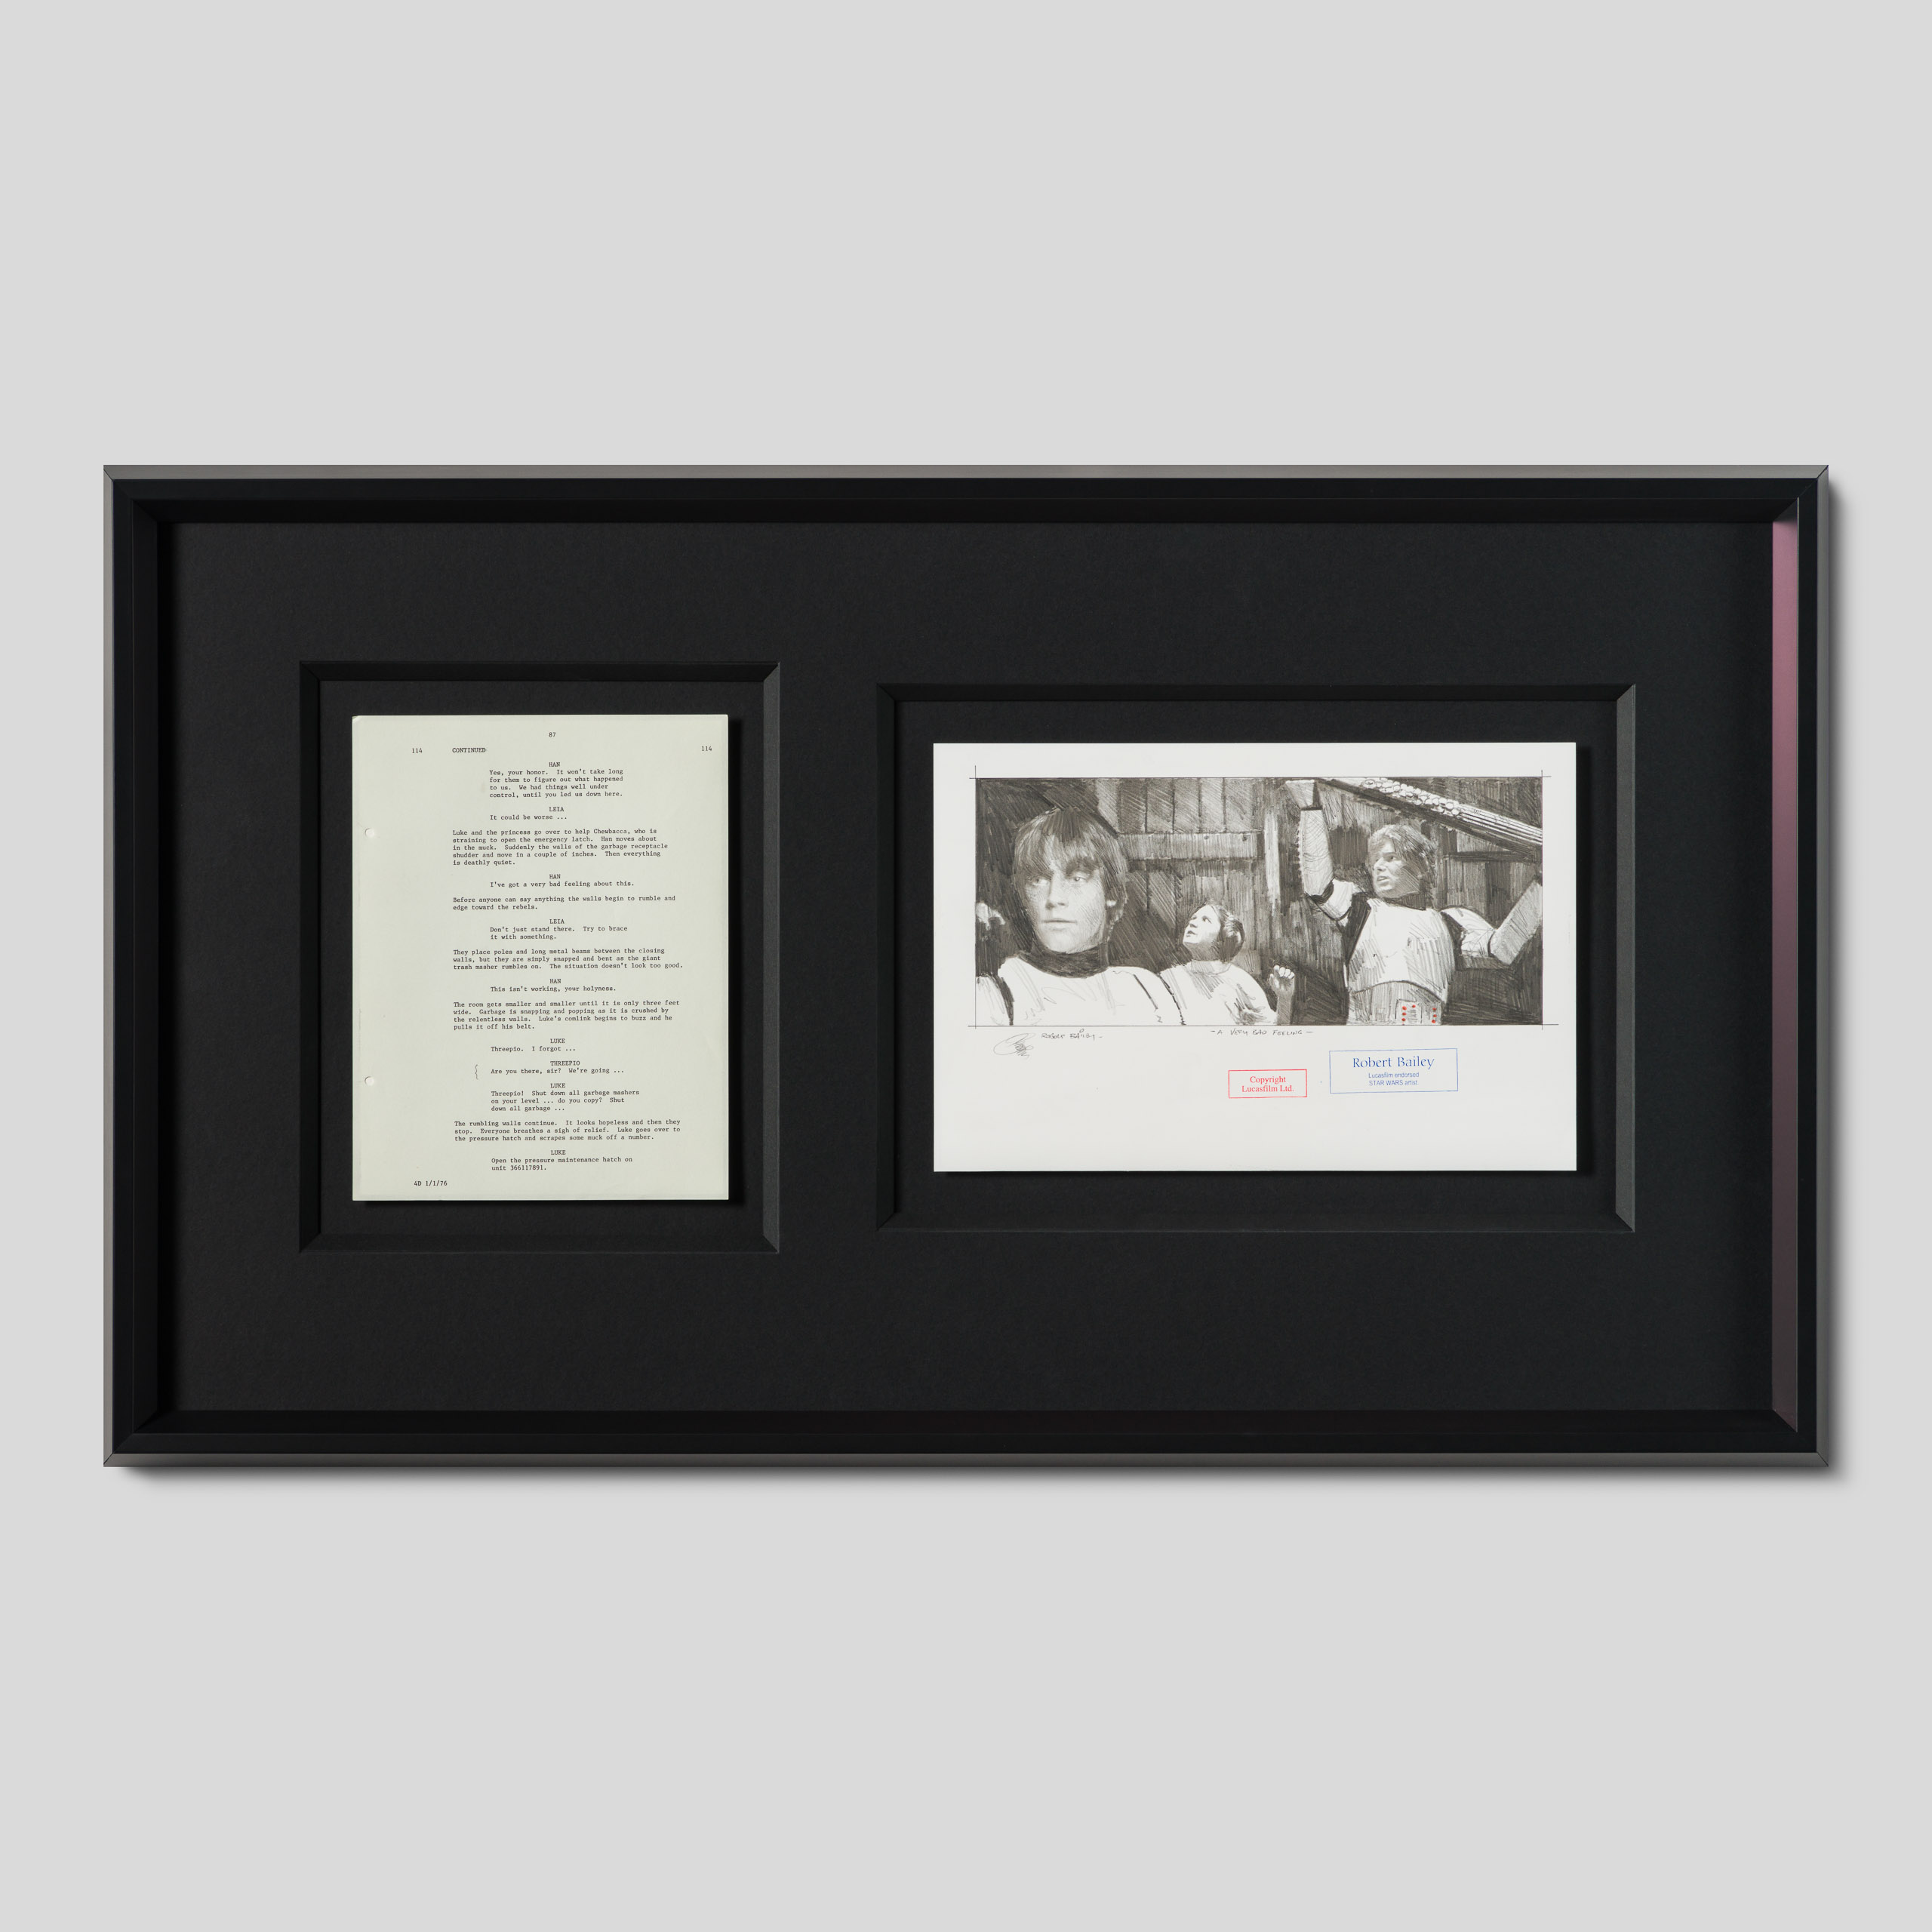 87
114 CONTINUED 114
HAN
Yes, your honor. It won't take long
for them to figure out what happened
to us. We had things well under
control, until you led us down here.
LEIA
It could be worse ...
Luke and the princess go over to help Chewbacca, who is
straining to open the emergency latch. Han moves about
in the muck. Suddenly the walls of the garbage receptacle
shudder and move in a couple of inches. Then everything
is deathly quiet.
HAN
I've got a very bad feeling about this.
Before anyone can say anything the walls begin to rumble and
edge toward the rebels.
LEIA
Don't just stand there. Try to brace
it with something.
They place poles and long metal beams between the closing
walls, but they are simply snapped and bent as the giant
trash masher rumbles on. The situation doesn't look too good.
HAN
This isn't working, your holyness.
The room gets smaller and smaller until it is only three feet
wide. Garbage is snapping and popping as it is crushed by
the relentless walls. Luke's comlink begins to buzz and he
pulls it off his belt.
LUKE
Threepio. I forgot ...
THREEPIO
Are you there, sir? We're going ...
LUKE
Threepio! Shut down all garbage mashers
on your level ... do you copy? Shut
down all garbage ...
The rumbling walls continue. It looks hopeless and then they
stop. Everyone breathes a sigh of relief. Luke goes over to
the pressure hatch and scrapes some muck off a number.
LUKE
Open the pressure maintenance hatch on
unit 366117891.
4D 1/1/76
ROBERT BAILEY -
- A VERY BAD FEELING -
Copyright
Lucasfilm Ltd.
Robert Bailey
Lucasfilm endorsed
STAR WARS artist